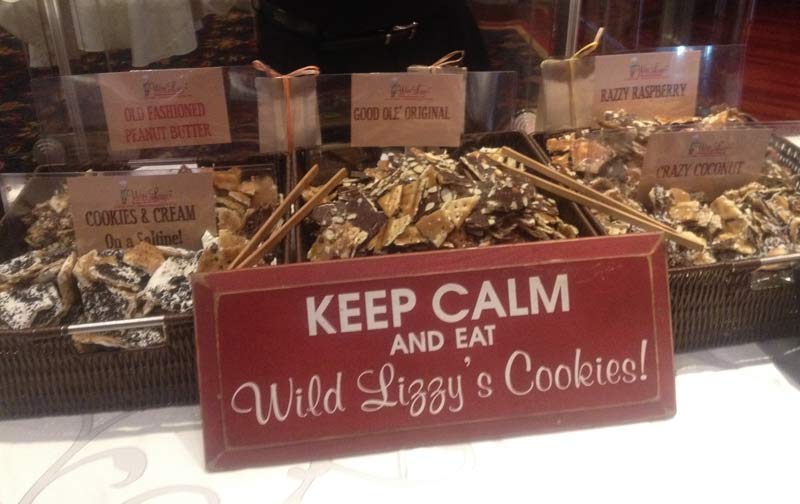 OLD FASHIONED
PEANUT BUTTER
GOOD OLE' ORIGINAL
RAZZY RASPBERRY
CRAZY COCONUT
COOKIES & CREAM
On a Saltine!
KEEP CALM
AND EAT
Wild Lizzy's Cookies!